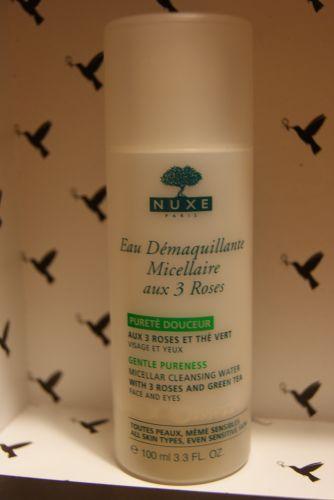 NUXE
PARIS
Eau Démaquillante
Micellaire
aux 3 Roses
PURETÉ DOUCEUR
AUX 3 ROSES ET THÉ VERT
VISAGE ET YEUX
GENTLE PURENESS
MICELLAR CLEANSING WATER
WITH 3 ROSES AND GREEN TEA
FACE AND EYES
TOUTES PEAUX, MÊME SENSIBLES
ALL SKIN TYPES, EVEN SENSITIVE SKIN
e 100 ml 3.3 FL. OZ.